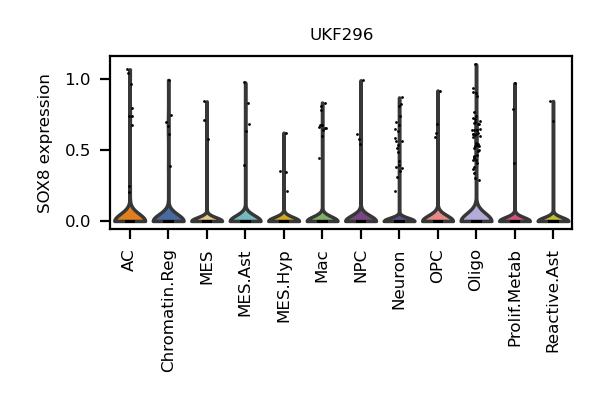 UKF296
SOX8 expression
1.0
0.5
0.0
AC
Chromatin.Reg
MES
MES.Ast
MES.Hyp
Mac
NPC
Neuron
OPC
Oligo
Prolif.Metab
Reactive.Ast